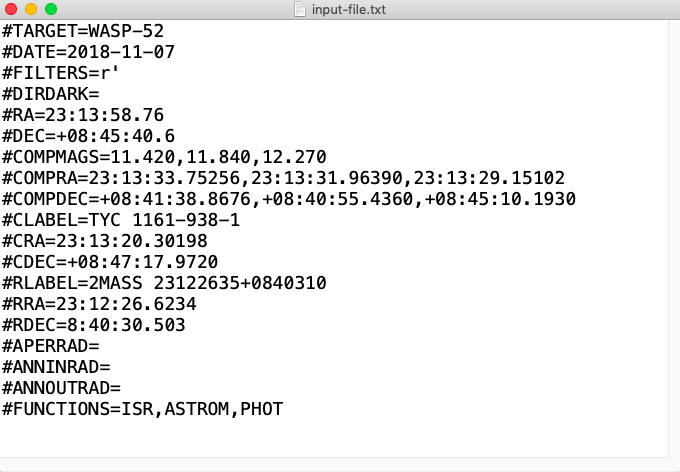 input-file.txt
#TARGET=WASP-52
#DATE=2018-11-07
#FILTERS=r'
#DIRDARK=
#RA=23:13:58.76
#DEC=+08:45:40.6
#COMPMAGS=11.420,11.840,12.270
#COMPRA=23:13:33.75256,23:13:31.96390,23:13:29.15102
#COMPDEC=+08:41:38.8676,+08:40:55.4360,+08:45:10.1930
#CLABEL=TYC 1161-938-1
#CRA=23:13:20.30198
#CDEC=+08:47:17.9720
#RLABEL=2MASS 23122635+0840310
#RRA=23:12:26.6234
#RDEC=8:40:30.503
#APERRAD=
#ANNINRAD=
#ANNOUTRAD=
#FUNCTIONS=ISR,ASTROM,PHOT